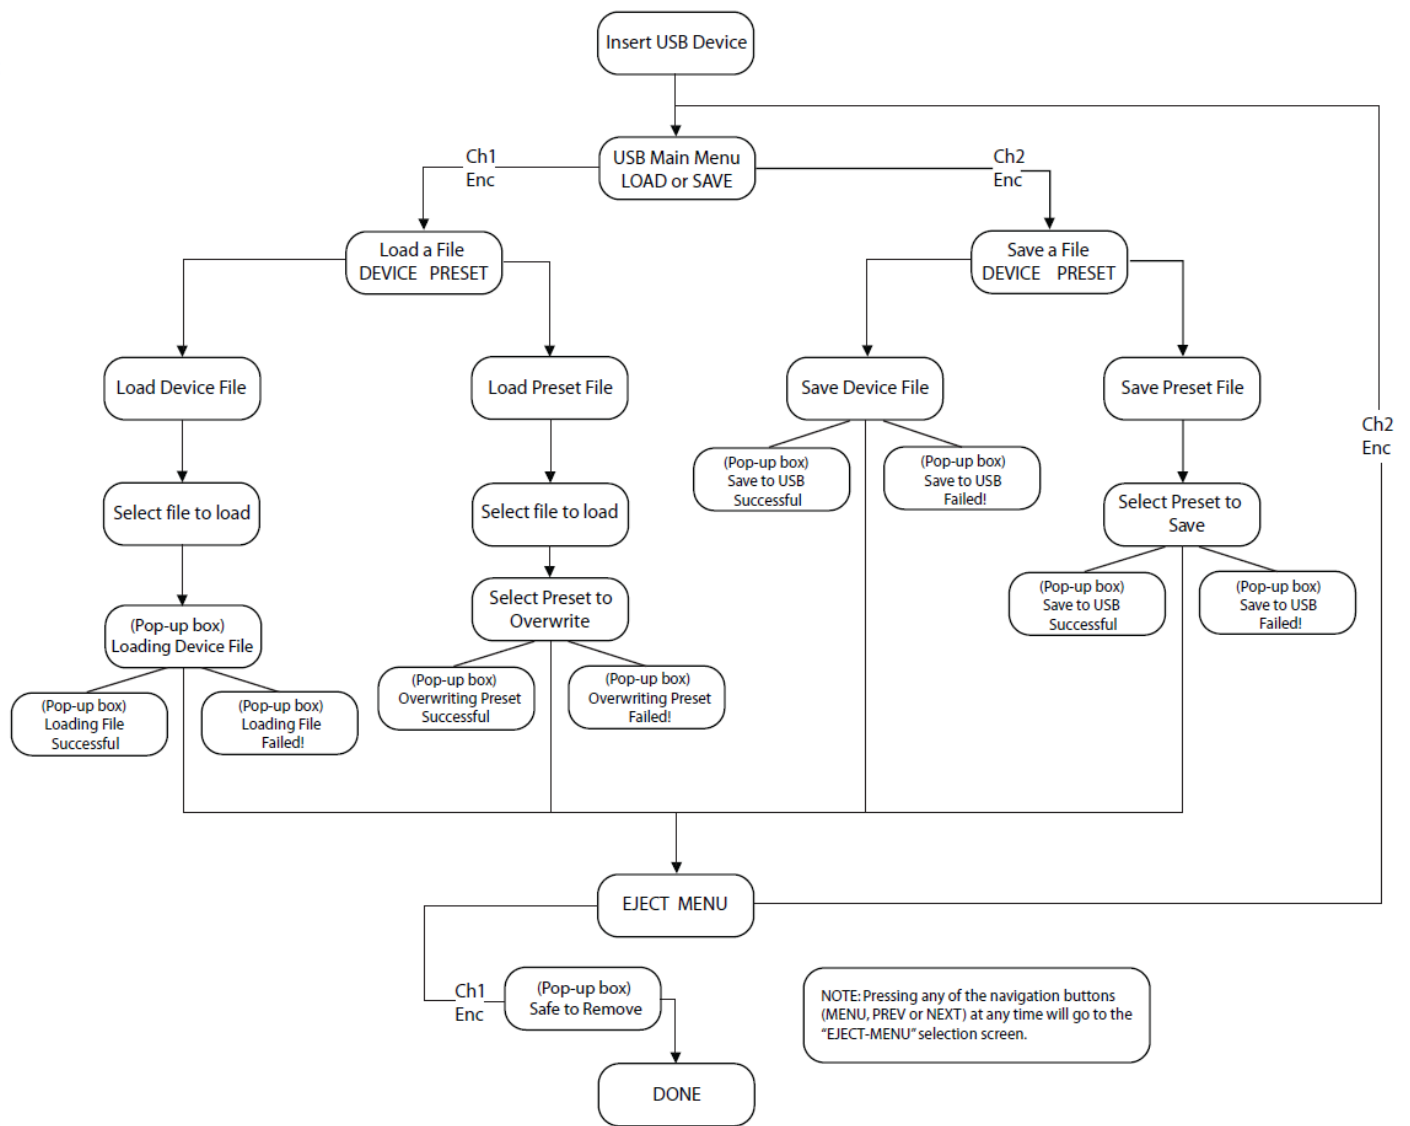 Insert USB Device
USB Main Menu
LOAD or SAVE
Ch1
Enc
Ch2
Enc
Load a File
DEVICE PRESET
Save a File
DEVICE PRESET
Load Device File
Load Preset File
Save Device File
Save Preset File
Ch2
Enc
(Pop-up box)
Save to USB
Successful
(Pop-up box)
Save to USB
Failed!
Select file to load
Select file to load
Select Preset to
Save
(Pop-up box)
Loading Device File
Select Preset to
Overwrite
(Pop-up box)
Save to USB
Successful
(Pop-up box)
Save to USB
Failed!
(Pop-up box)
Loading File
Successful
(Pop-up box)
Loading File
Failed!
(Pop-up box)
Overwriting Preset
Successful
(Pop-up box)
Overwriting Preset
Failed!
EJECT MENU
Ch1
Enc
(Pop-up box)
Safe to Remove
NOTE: Pressing any of the navigation buttons
(MENU, PREV or NEXT) at any time will go to the
“EJECT-MENU” selection screen.
DONE